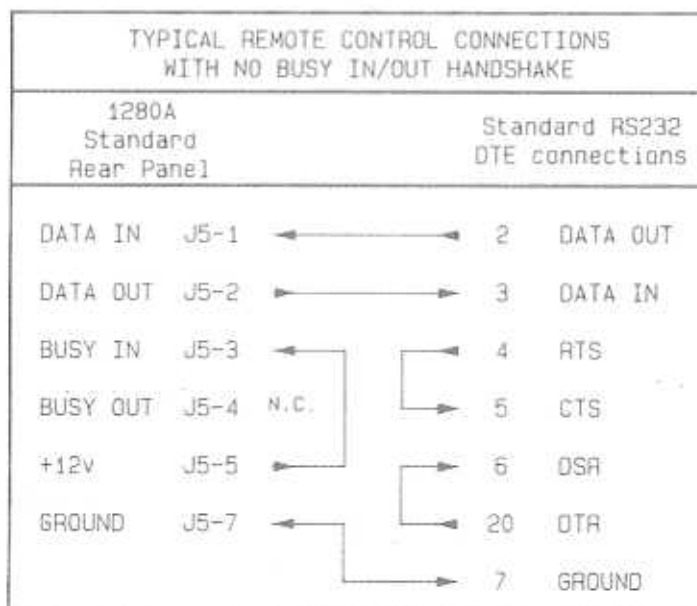 TYPICAL REMOTE CONTROL CONNECTIONS
WITH NO BUSY IN/OUT HANDSHAKE
1280A
Standard
Rear Panel
Standard RS232
DTE connections
DATA IN J5-1 2 DATA OUT
DATA OUT J5-2 3 DATA IN
BUSY IN J5-3 4 RTS
BUSY OUT J5-4 N.C. 5 CTS
+12v J5-5 6 DSR
GROUND J5-7 20 DTR
7 GROUND